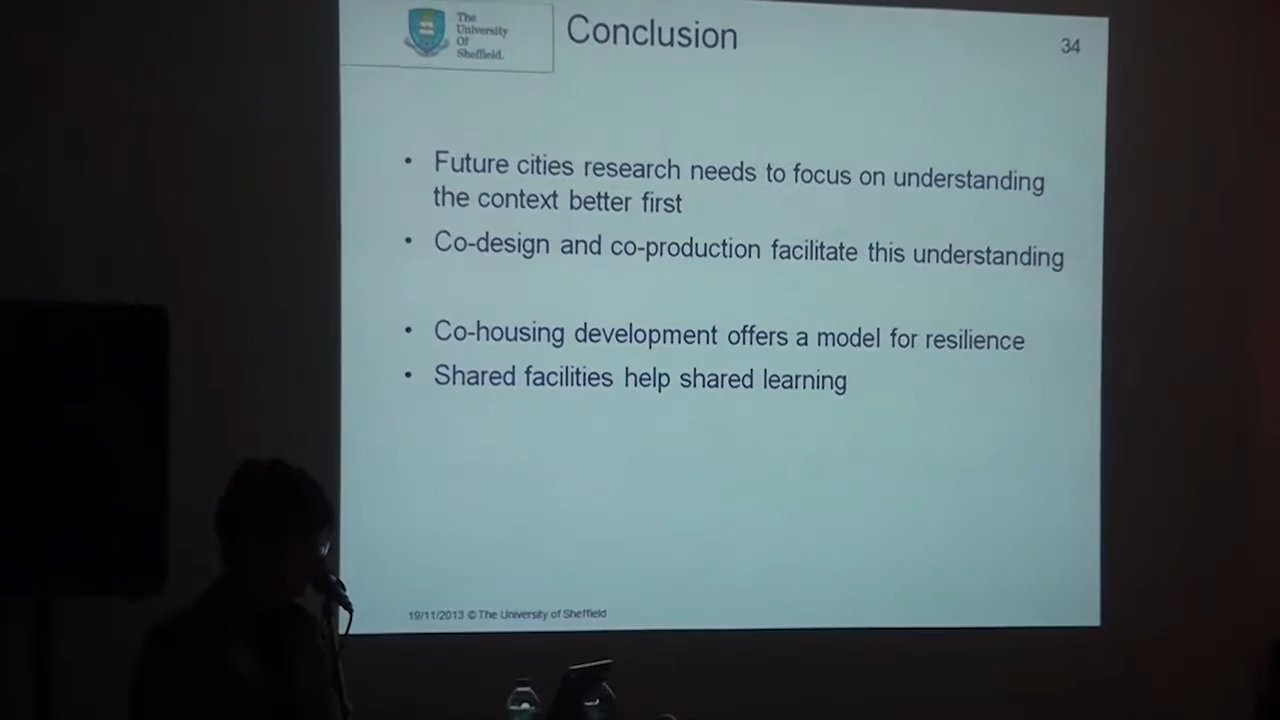 The
University
Of
Sheffield.
Conclusion
34
• Future cities research needs to focus on understanding
the context better first
• Co-design and co-production facilitate this understanding
• Co-housing development offers a model for resilience
• Shared facilities help shared learning
19/11/2013 © The University of Sheffield